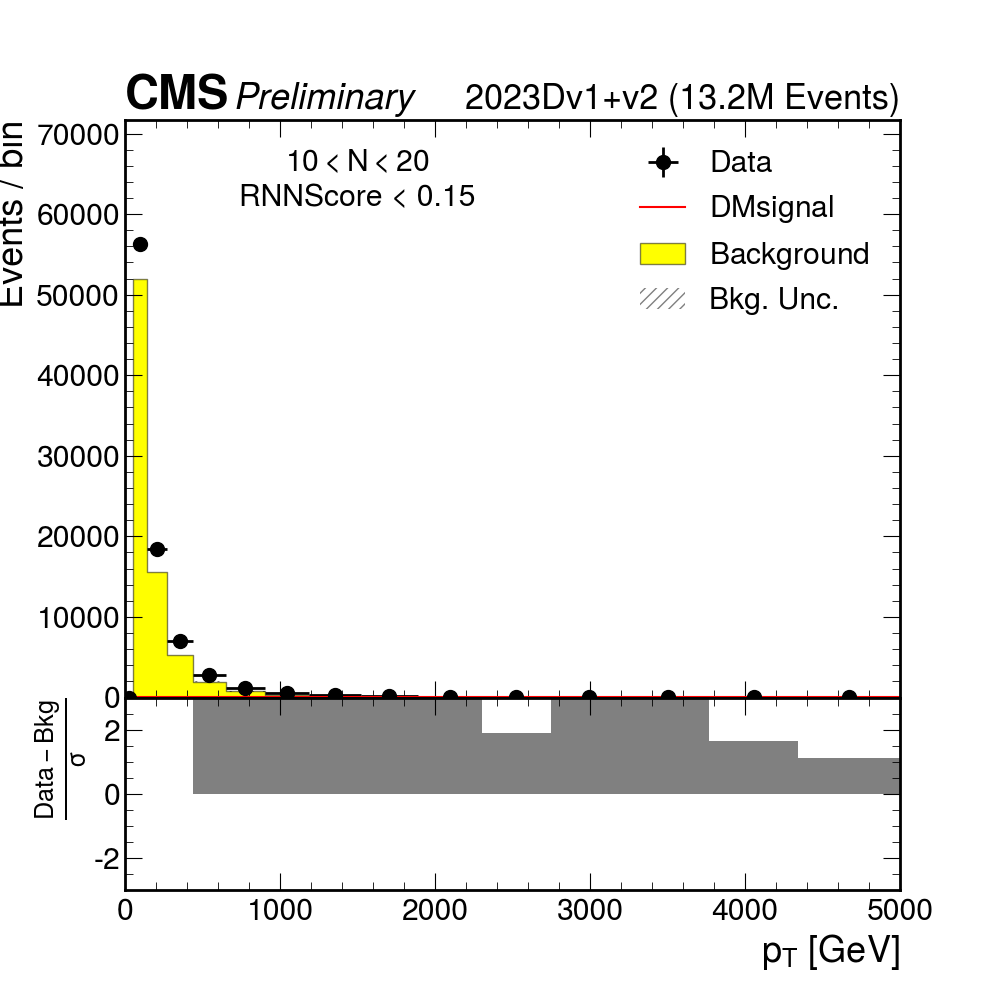 CMS Preliminary 2023Dv1+v2 (13.2M Events)
Events / bin
70000
60000
50000
40000
30000
20000
10000
0
10 < N < 20
RNNScore < 0.15
Data
DMsignal
Background
Bkg. Unc.
Data − Bkg
σ
2
0
-2
0 1000 2000 3000 4000 5000
pT [GeV]